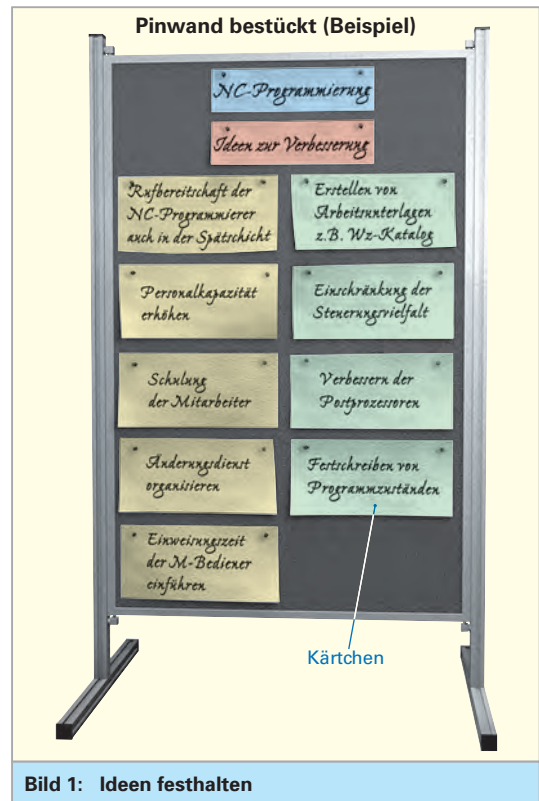 Pinwand bestückt (Beispiel)
NC-Programmierung
Ideen zur Verbesserung
Rufbereitschaft der
NC-Programmierer
auch in der Spätschicht
Personalkapazität
erhöhen
Schulung
der Mitarbeiter
Änderungsdienst
organisieren
Einweisungszeit
der M-Bediener
einführen
Erstellen von
Arbeitsunterlagen
z.B. Wz-Katalog
Einschränkung der
Steuerungsvielfalt
Verbessern der
Postprozessoren
Festschreiben von
Programmzuständen
Kärtchen
Bild 1: Ideen festhalten